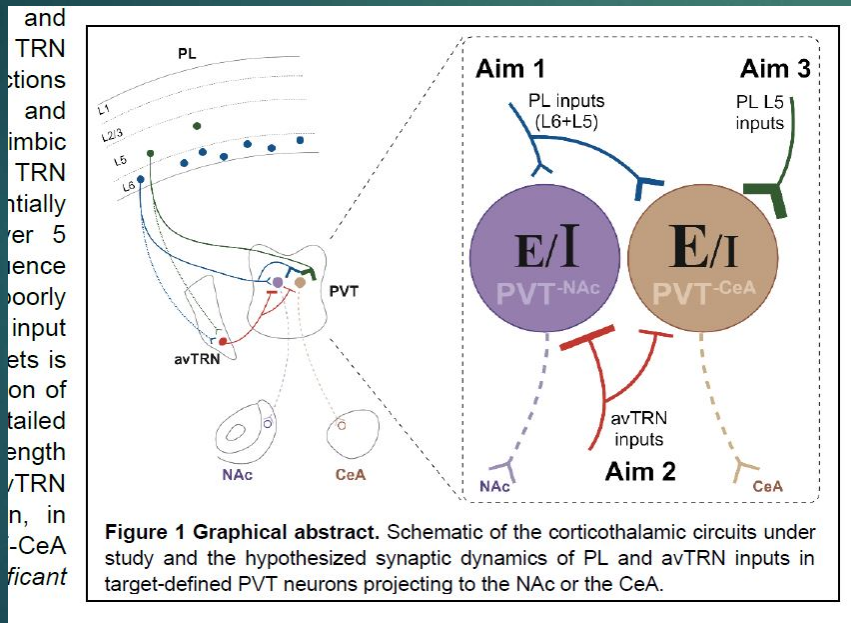 and
TRN
ctions
and
imbic
TRN
ntially
er 5
uence
poorly
input
ets is
on of
tailed
ength
TRN
n, in
-CeA
ficant
PL
L1
L2/3
L5
L6
PVT
avTRN
NAc
CeA
Aim 1
Aim 3
PL inputs
(L6+L5)
PL L5
inputs
E/I
PVT-NAc
E/I
PVT-CeA
avTRN
inputs
Aim 2
NAc
CeA
Figure 1 Graphical abstract. Schematic of the corticothalamic circuits under
study and the hypothesized synaptic dynamics of PL and avTRN inputs in
target-defined PVT neurons projecting to the NAc or the CeA.